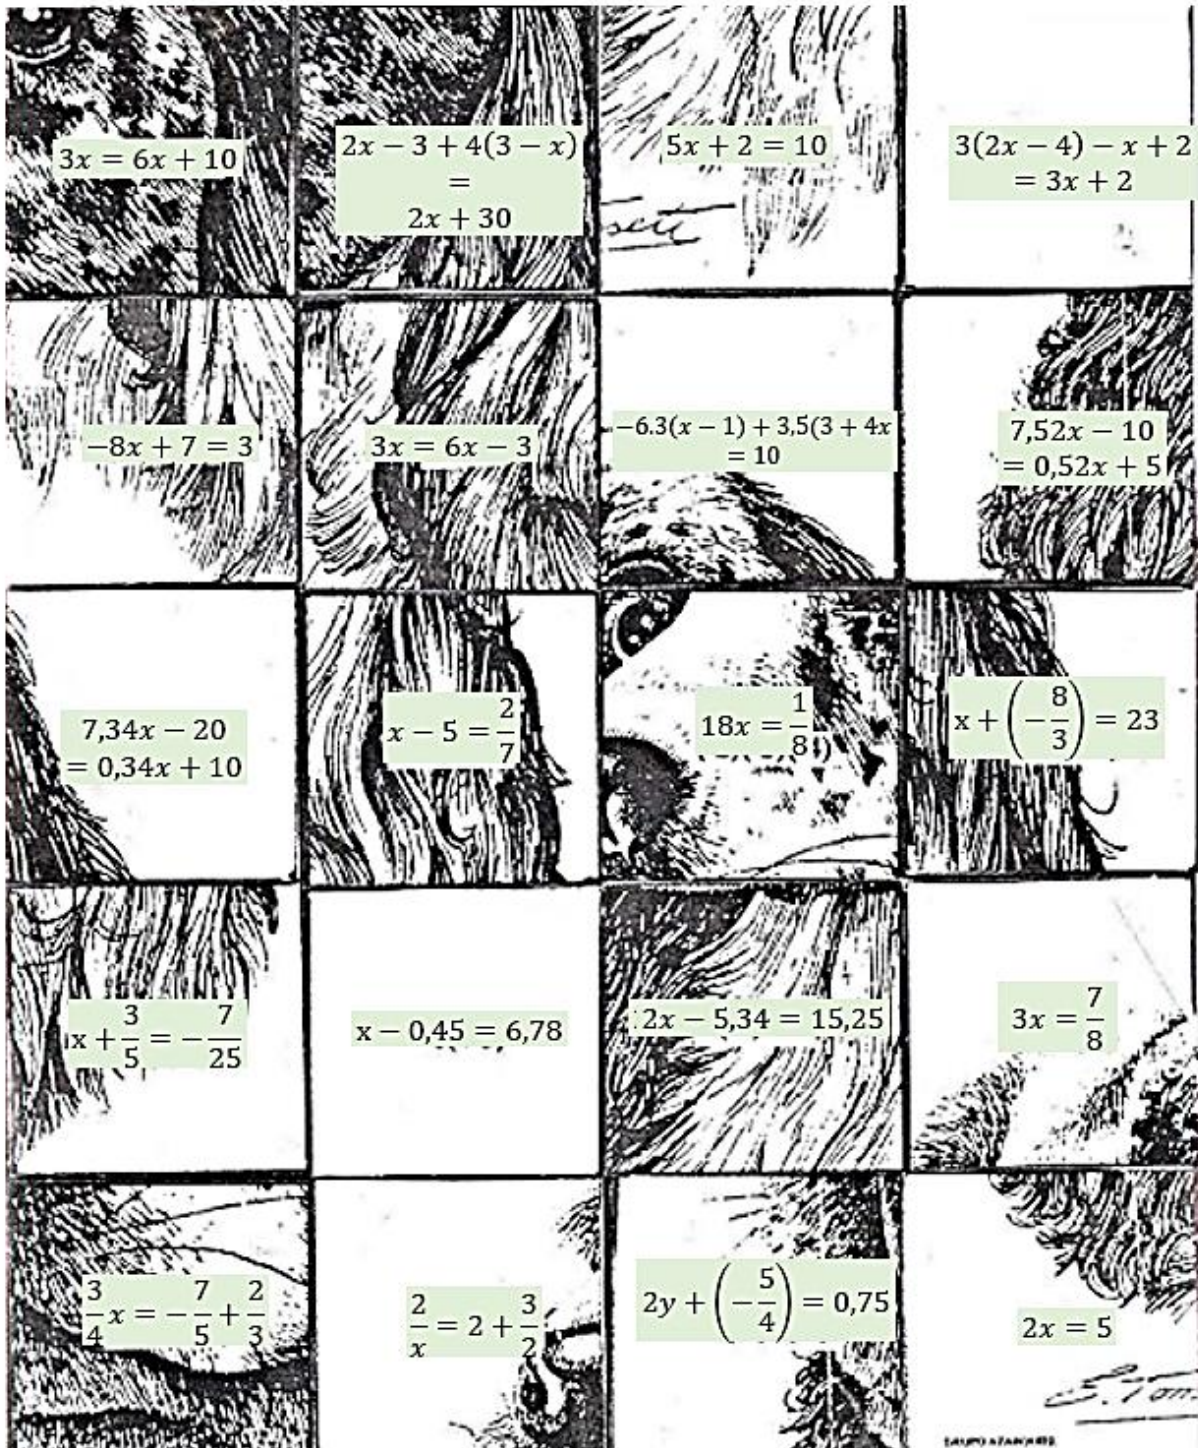 3x = 6x + 10
2x − 3 + 4(3 − x)
=
2x + 30
5x + 2 = 10
3(2x − 4) − x + 2
= 3x + 2
−8x + 7 = 3
3x = 6x − 3
−6.3(x − 1) + 3,5(3 + 4x
= 10
7,52x − 10
= 0,52x + 5
7,34x − 20
= 0,34x + 10
x − 5 = 2/7
18x = 1/8
x + (−8/3) = 23
x + 3/5 = −7/25
x − 0,45 = 6,78
2x − 5,34 = 15,25
3x = 7/8
3/4 x = −7/5 + 2/3
2/x = 2 + 3/2
2y + (−5/4) = 0,75
2x = 5